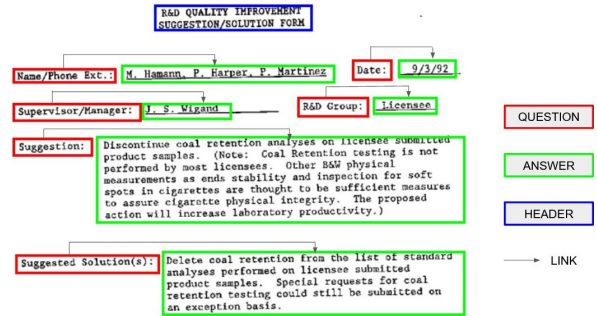 R&D QUALITY IMPROVEMENT
SUGGESTION/SOLUTION FORM
Name/Phone Ext.: M. Hamann, P. Harper, P. Martinez Date: 9/3/92
Supervisor/Manager: J. S. Wigand R&D Group: Licensee
Suggestion: Discontinue coal retention analyses on licensee submitted
product samples. (Note: Coal Retention testing is not
performed by most licensees. Other B&W physical
measurements as ends stability and inspection for soft
spots in cigarettes are thought to be sufficient measures
to assure cigarette physical integrity. The proposed
action will increase laboratory productivity.)
Suggested Solution(s): Delete coal retention from the list of standard
analyses performed on licensee submitted
product samples. Special requests for coal
retention testing could still be submitted on
an exception basis.
QUESTION
ANSWER
HEADER
LINK